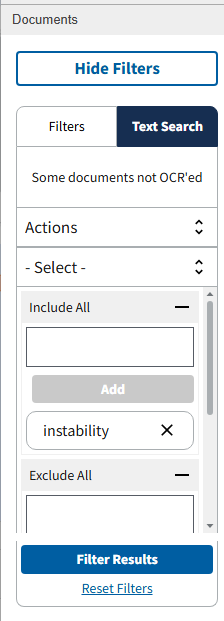 Documents
Hide Filters
Filters
Text Search
Some documents not OCR'ed
Actions
- Select -
Include All
Add
instability
Exclude All
Filter Results
Reset Filters